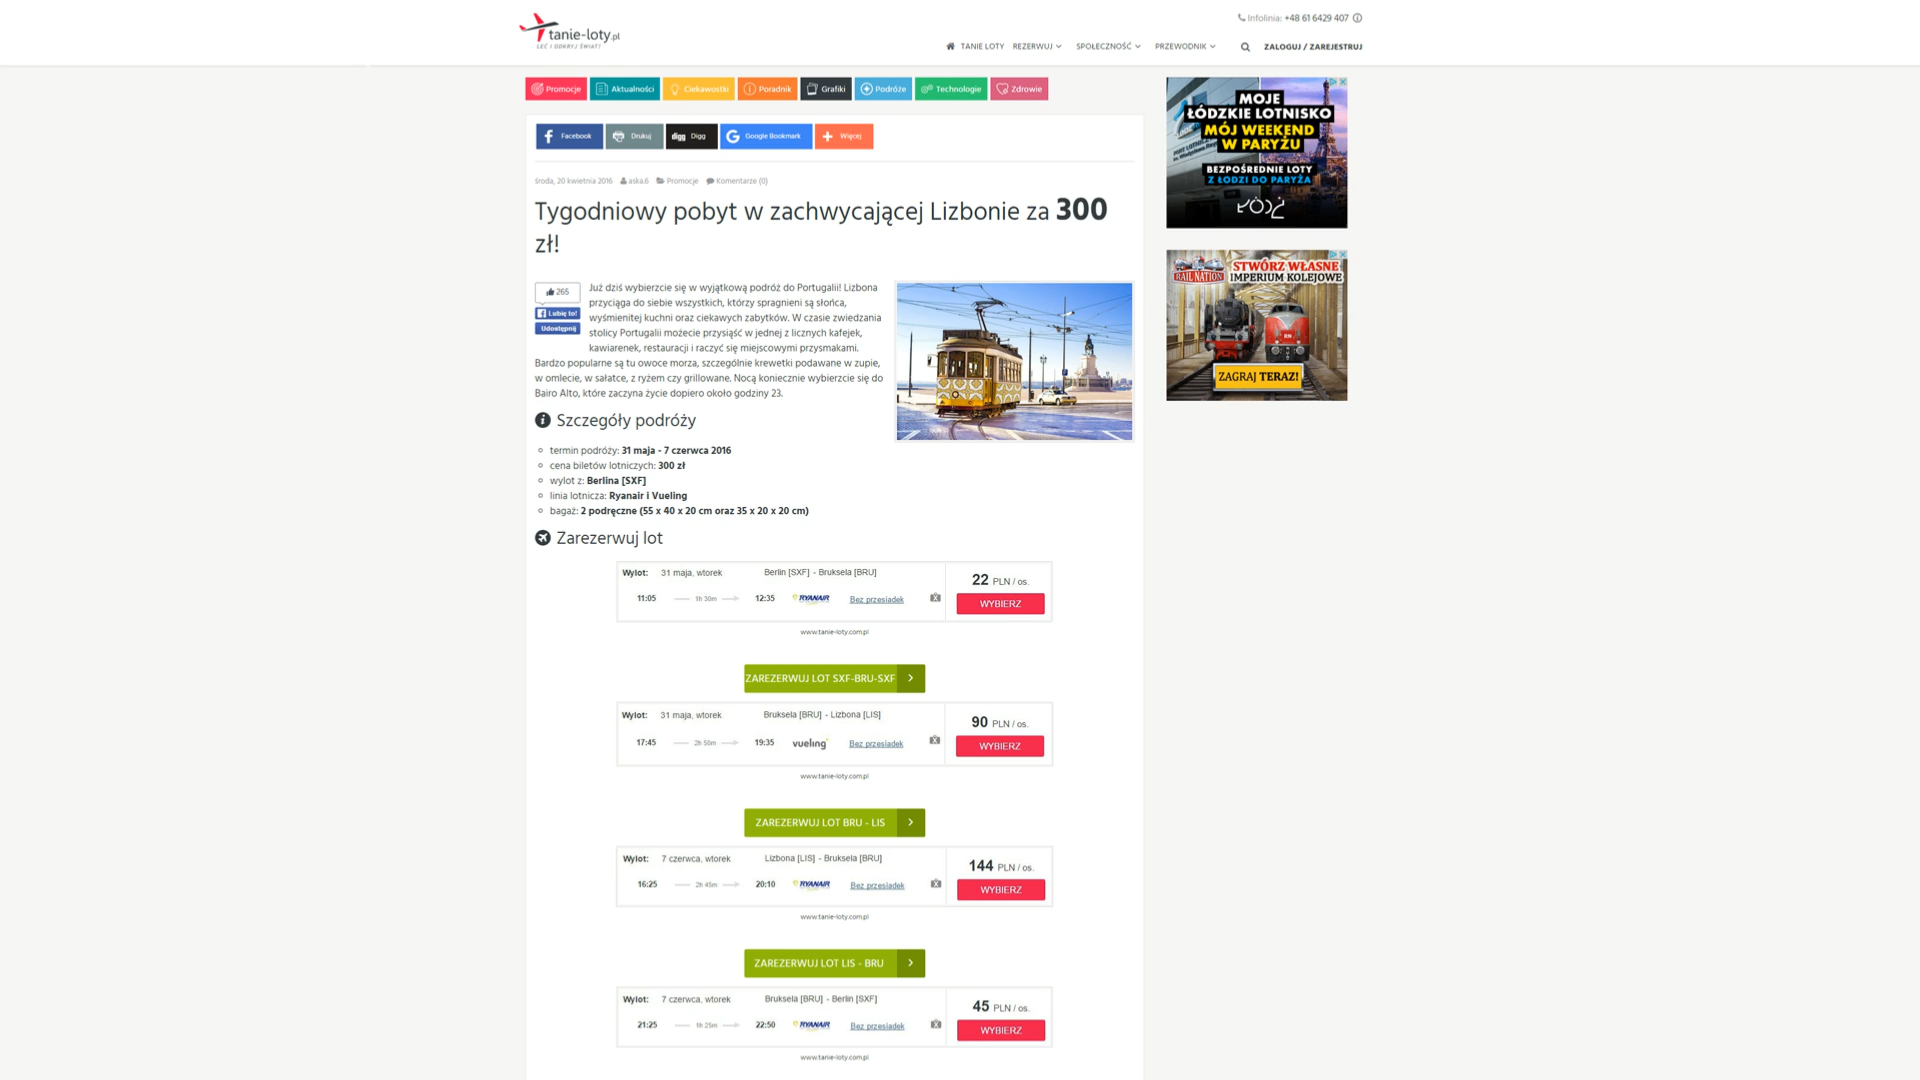 tanie-loty.pl
LEĆ I ODKRYJ ŚWIAT!
Infolinia: +48 61 6429 407
TANIE LOTY REZERWUJ SPOŁECZNOŚĆ PRZEWODNIK ZALOGUJ / ZAREJESTRUJ
Promocje Aktualności Ciekawostki Poradnik Grafiki Podróże Technologie Zdrowie
Facebook Drukuj digg Digg Google Bookmark Więcej
środa, 20 kwietnia 2016 aska.6 Promocje Komentarze (0)
Tygodniowy pobyt w zachwycającej Lizbonie za 300
zł!
265
Lubię to!
Udostępnij
Już dziś wybierzcie się w wyjątkową podróż do Portugalii! Lizbona
przyciąga do siebie wszystkich, którzy spragnieni są słońca,
wyśmienitej kuchni oraz ciekawych zabytków. W czasie zwiedzania
stolicy Portugalii możecie przysiąść w jednej z licznych kafejek,
kawiarenek, restauracji i raczyć się miejscowymi przysmakami.
Bardzo popularne są tu owoce morza, szczególnie krewetki podawane w zupie,
w omlecie, w sałatce, z ryżem czy grillowane. Nocą koniecznie wybierzcie się do
Bairo Alto, które zaczyna życie dopiero około godziny 23.
Szczegóły podróży
termin podróży: 31 maja - 7 czerwca 2016
cena biletów lotniczych: 300 zł
wylot z: Berlina [SXF]
linia lotnicza: Ryanair i Vueling
bagaż: 2 podręczne (55 x 40 x 20 cm oraz 35 x 20 x 20 cm)
Zarezerwuj lot
Wylot: 31 maja, wtorek Berlin [SXF] - Bruksela [BRU] 22 PLN / os.
11:05 1h 30m 12:35 RYANAIR Bez przesiadek WYBIERZ
www.tanie-loty.com.pl
ZAREZERWUJ LOT SXF-BRU-SXF
Wylot: 31 maja, wtorek Bruksela [BRU] - Lizbona [LIS] 90 PLN / os.
17:45 2h 50m 19:35 vueling Bez przesiadek WYBIERZ
www.tanie-loty.com.pl
ZAREZERWUJ LOT BRU - LIS
Wylot: 7 czerwca, wtorek Lizbona [LIS] - Bruksela [BRU] 144 PLN / os.
16:25 2h 45m 20:10 RYANAIR Bez przesiadek WYBIERZ
www.tanie-loty.com.pl
ZAREZERWUJ LOT LIS - BRU
Wylot: 7 czerwca, wtorek Bruksela [BRU] - Berlin [SXF] 45 PLN / os.
21:25 1h 25m 22:50 RYANAIR Bez przesiadek WYBIERZ
www.tanie-loty.com.pl
MOJE
ŁÓDZKIE LOTNISKO
MÓJ WEEKEND
W PARYŻU
BEZPOŚREDNIE LOTY
Z ŁODZI DO PARYŻA
RAIL NATION
STWÓRZ WŁASNE
IMPERIUM KOLEJOWE
ZAGRAJ TERAZ!